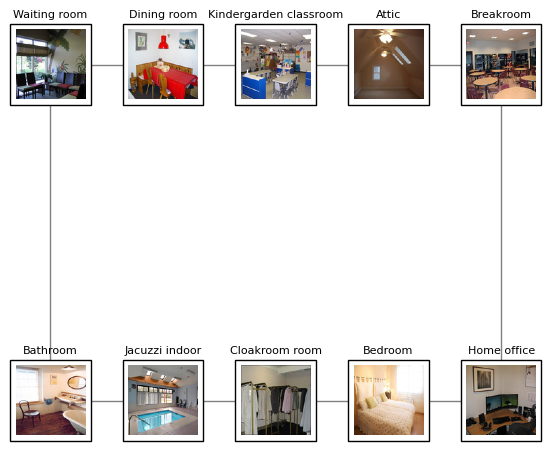 Waiting room
Dining room
Kindergarden classroom
Attic
Breakroom
Bathroom
Jacuzzi indoor
Cloakroom room
Bedroom
Home office